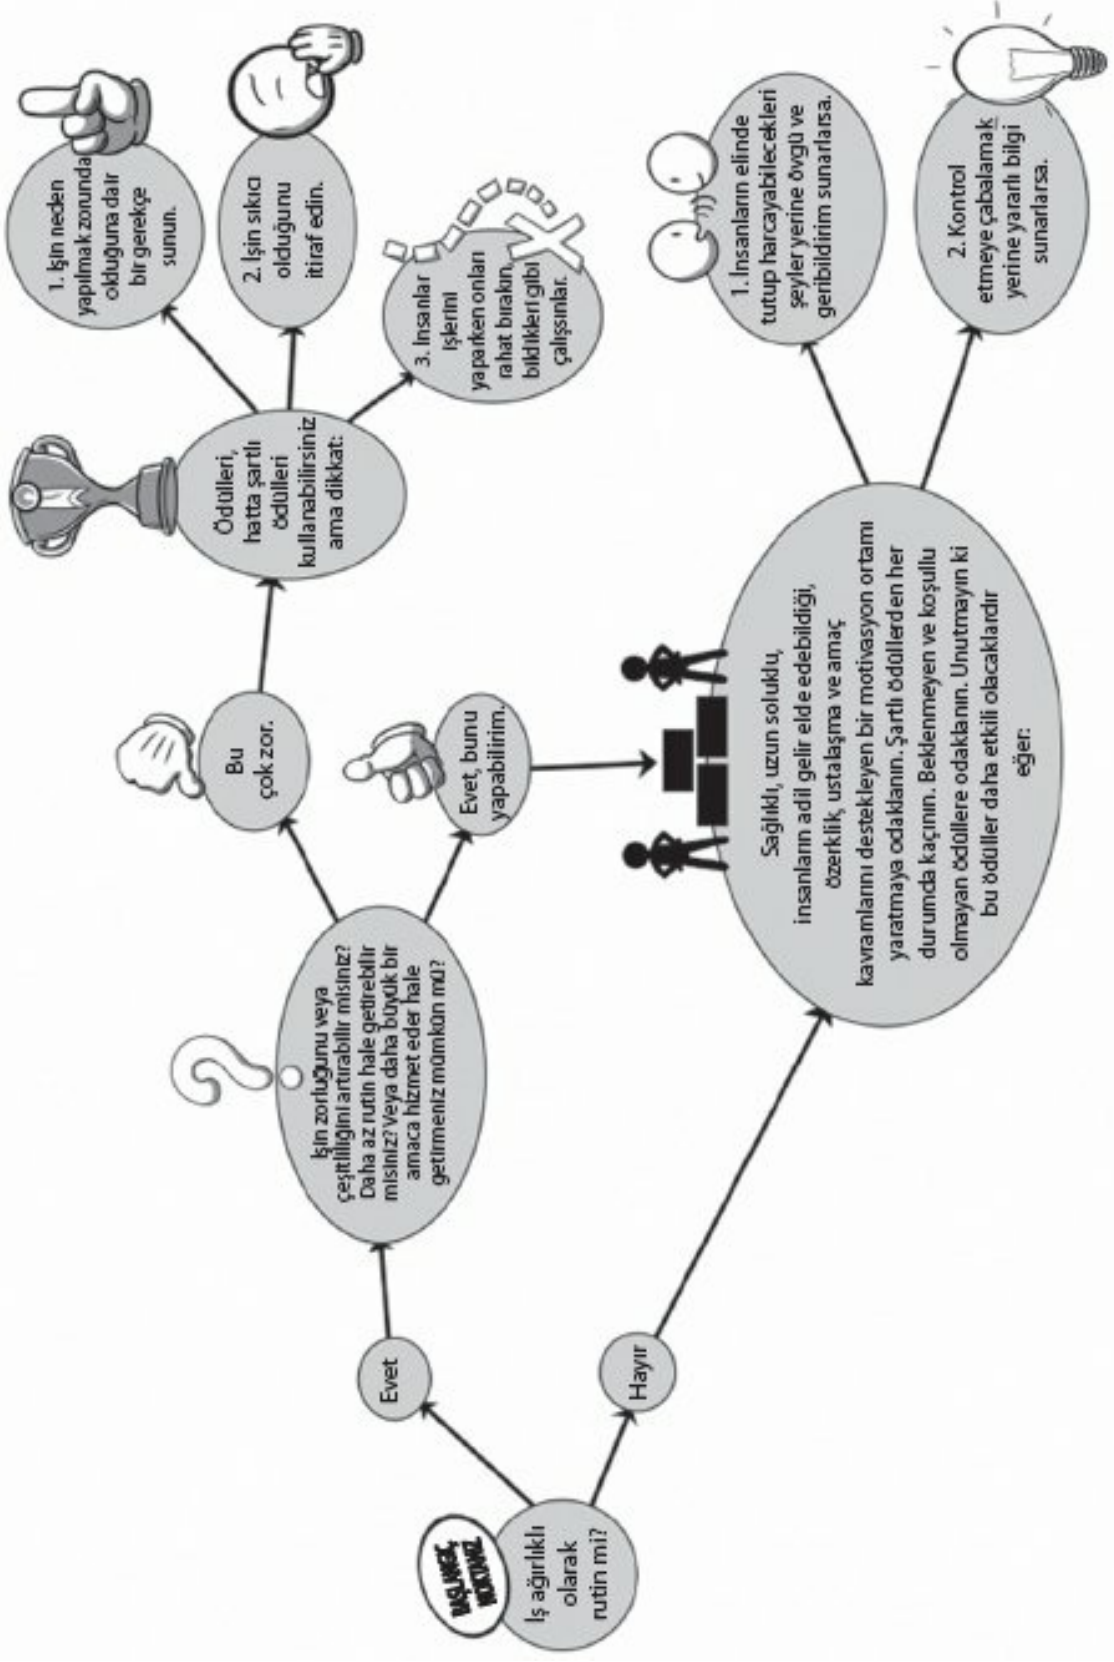 BAŞLANGIÇ
NOKTAMIZ
İş ağırlıklı
olarak
rutin mi?
Evet
Hayır
İşin zorluğunu veya
çeşitliliğini artırabilir misiniz?
Daha az rutin hale getirebilir
misiniz? Veya daha büyük bir
amaca hizmet eder hale
getirmeniz mümkün mü?
Bu
çok zor.
Evet, bunu
yapabilirim.
Ödülleri,
hatta şartlı
ödülleri
kullanabilirsiniz
ama dikkat:
1. İşin neden
yapılmak zorunda
olduğuna dair
bir gerekçe
sunun.
2. İşin sıkıcı
olduğunu
itiraf edin.
3. İnsanlar
işlerini
yaparken onları
rahat bırakın,
bildikleri gibi
çalışsınlar.
Sağlıklı, uzun soluklu,
insanların adil gelir elde edebildiği,
özerklik, ustalaşma ve amaç
kavramlarını destekleyen bir motivasyon ortamı
yaratmaya odaklanın. Şartlı ödüllerden her
durumda kaçının. Beklenmeyen ve koşullu
olmayan ödüllere odaklanın. Unutmayın ki
bu ödüller daha etkili olacaklardır
eğer:
1. İnsanların elinde
tutup harcayabilecekleri
şeyler yerine övgü ve
geribildirim sunarlarsa.
2. Kontrol
etmeye çabalamak
yerine yararlı bilgi
sunarlarsa.